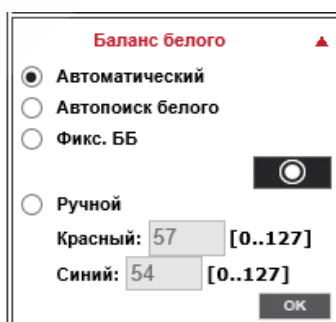 Баланс белого
Автоматический
Автопоиск белого
Фикс. ББ
Ручной
Красный: 57 [0..127]
Синий: 54 [0..127]
OK